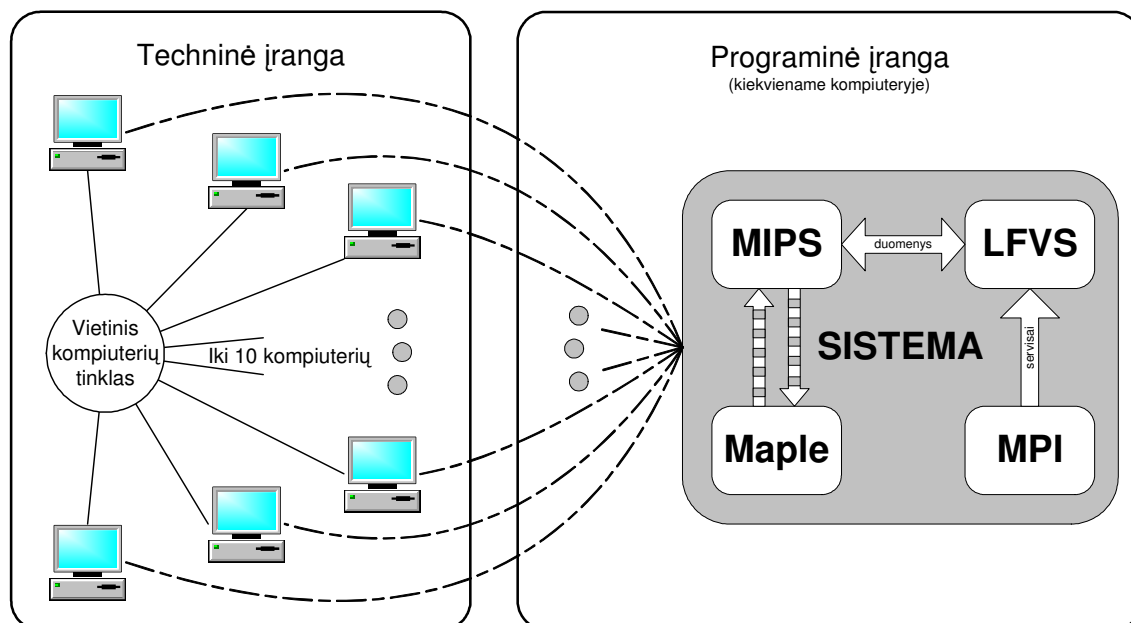 Techninė įranga
Vietinis
kompiuterių
tinklas
Iki 10 kompiuterių
Programinė įranga
(kiekviename kompiuteryje)
MIPS
duomenys
LFVS
SISTEMA
servisai
Maple
MPI